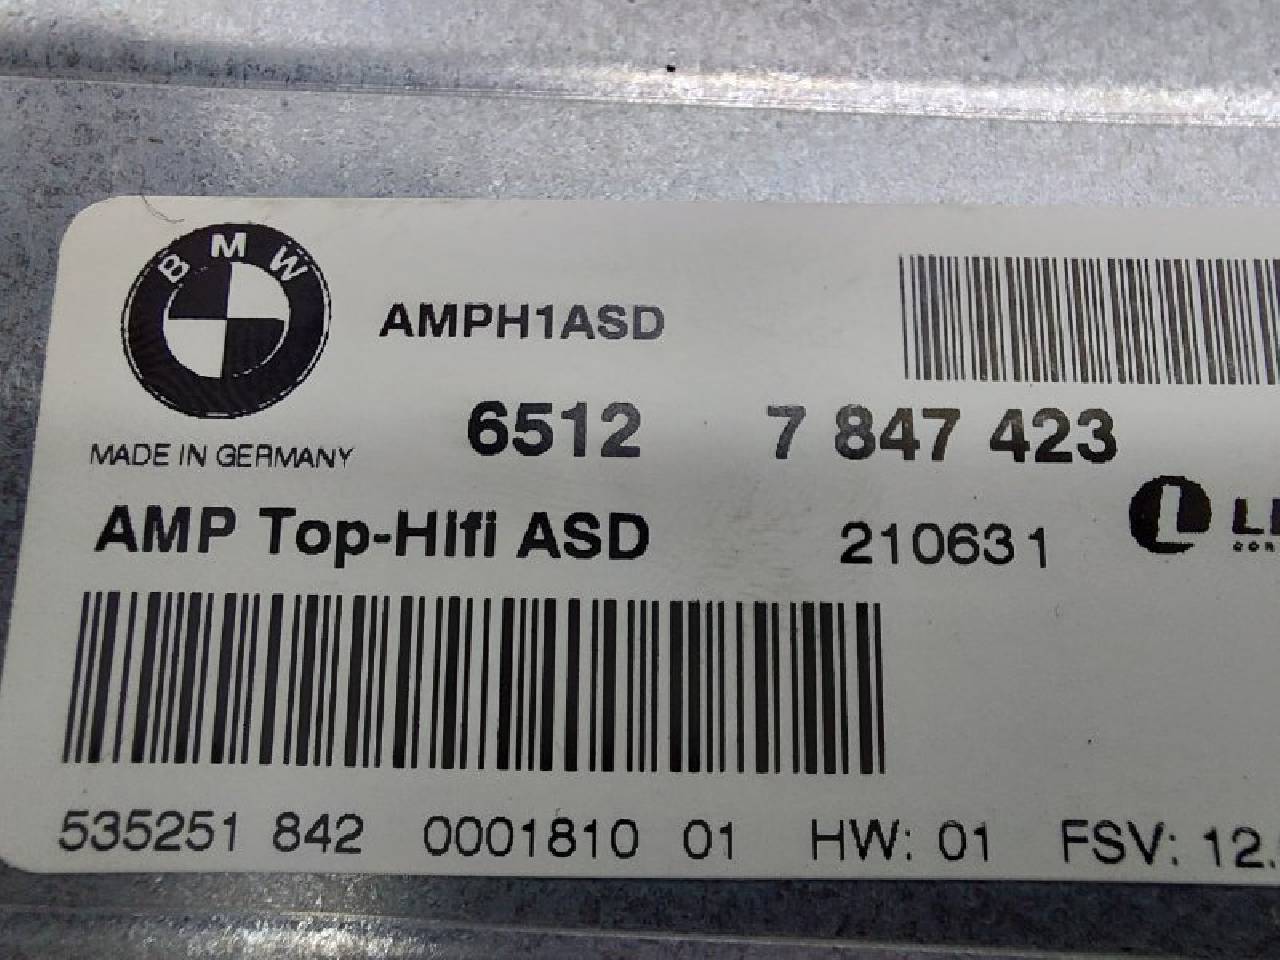 BMW
AMPH1ASD
6512 7 847 423
MADE IN GERMANY
AMP Top-Hifi ASD 210631
535251 842 0001810 01 HW: 01 FSV: 12.